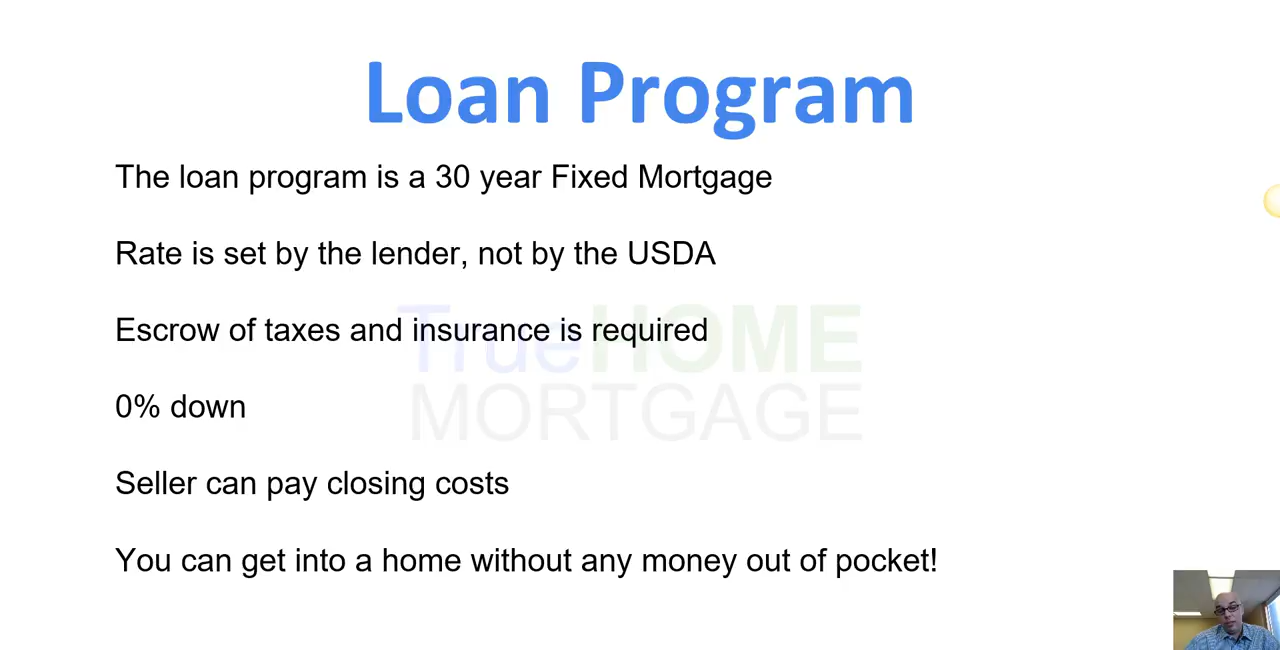 Loan Program
The loan program is a 30 year Fixed Mortgage
Rate is set by the lender, not by the USDA
Escrow of taxes and insurance is required
TrueHOME
0% down
MORTGAGE
Seller can pay closing costs
You can get into a home without any money out of pocket!